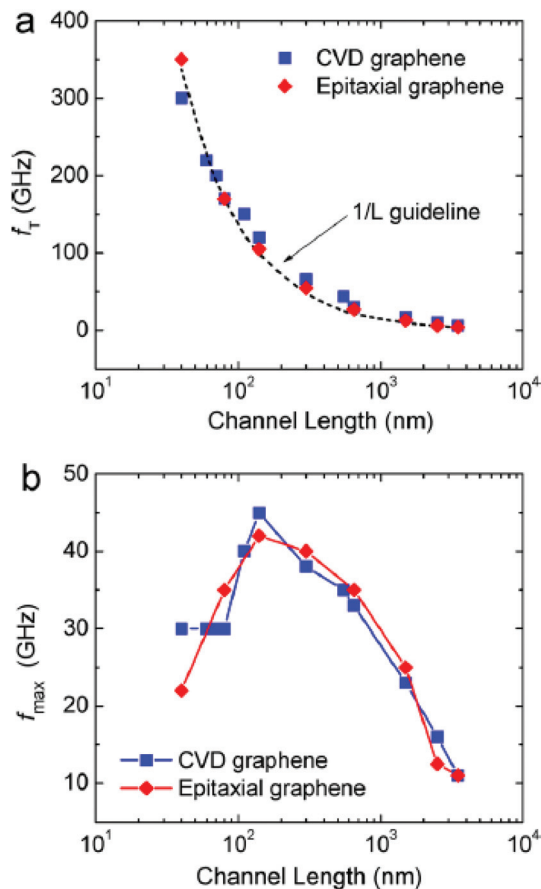 a
400
300
200
100
0
f_T (GHz)
CVD graphene
Epitaxial graphene
1/L guideline
10^1 10^2 10^3 10^4
Channel Length (nm)
b
50
40
30
20
10
f_max (GHz)
CVD graphene
Epitaxial graphene
10^1 10^2 10^3 10^4
Channel Length (nm)